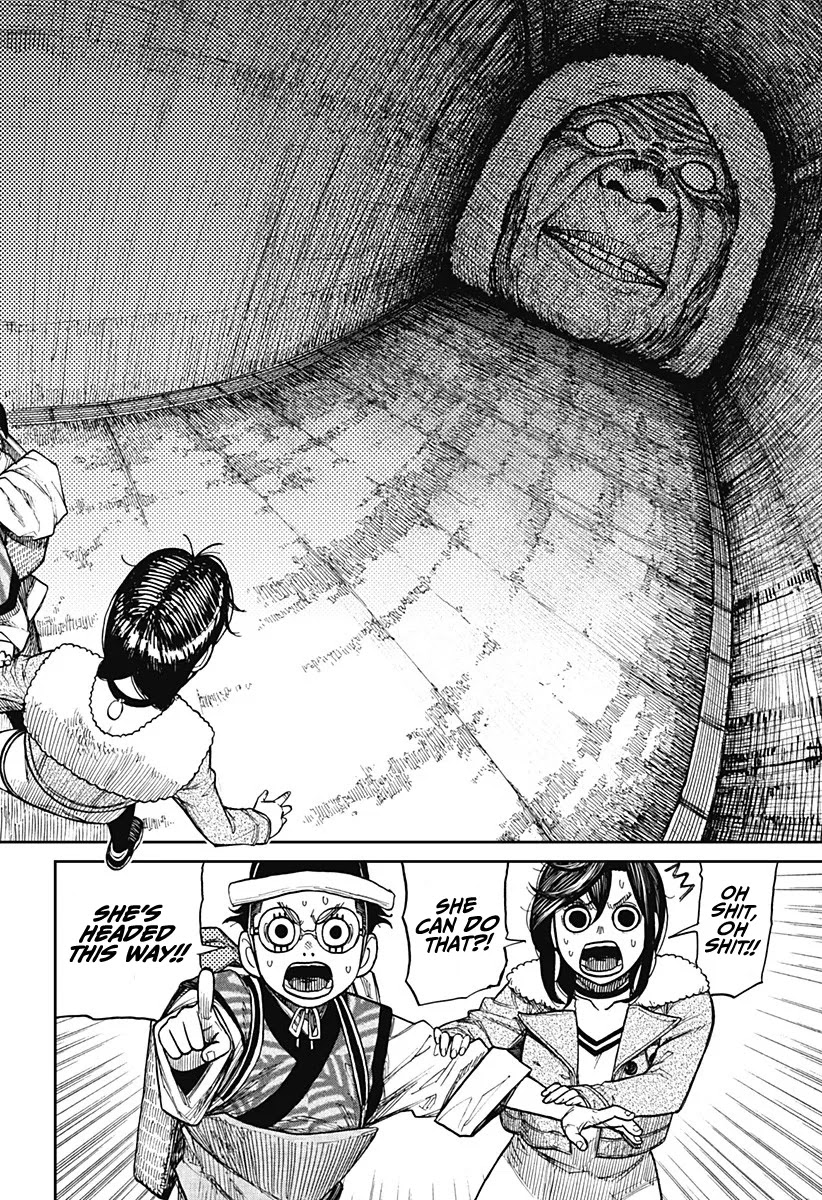 OH
SHIT,
OH
SHIT!!
SHE
CAN DO
THAT?!
SHE'S
HEADED
THIS WAY!!